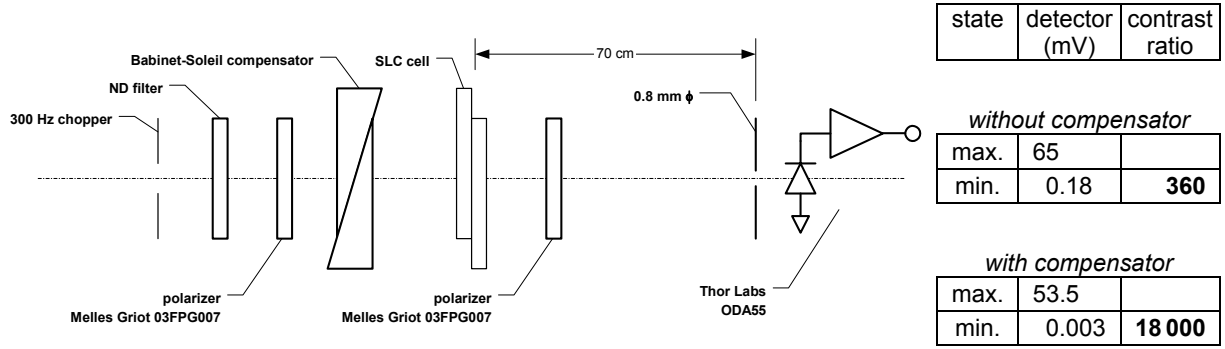 Babinet-Soleil compensator
SLC cell
70 cm
ND filter
0.8 mm ϕ
300 Hz chopper
polarizer
Melles Griot 03FPG007
polarizer
Melles Griot 03FPG007
Thor Labs
ODA55
state detector contrast
(mV) ratio
without compensator
max. 65
min. 0.18 360
with compensator
max. 53.5
min. 0.003 18 000